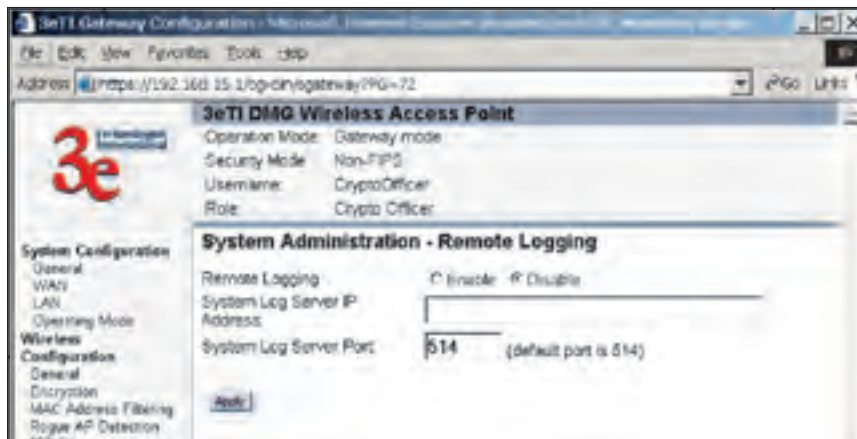 3eTI Gateway Configuration - Microsoft Internet Explorer
File Edit View Favorites Tools Help
Address https://192.168.15.1/cgi-bin/sgateway?PG=72 Go Links
3e
3eTI DMG Wireless Access Point
Operation Mode: Gateway mode
Security Mode: Non-FIPS
Username: CryptoOfficer
Role: Crypto Officer
System Administration - Remote Logging
Remote Logging Enable Disable
System Log Server IP Address:
System Log Server Port: 514 (default port is 514)
Apply
System Configuration
General
WAN
LAN
Operating Mode
Wireless
Configuration
General
Encryption
MAC Address Filtering
Rogue AP Detection